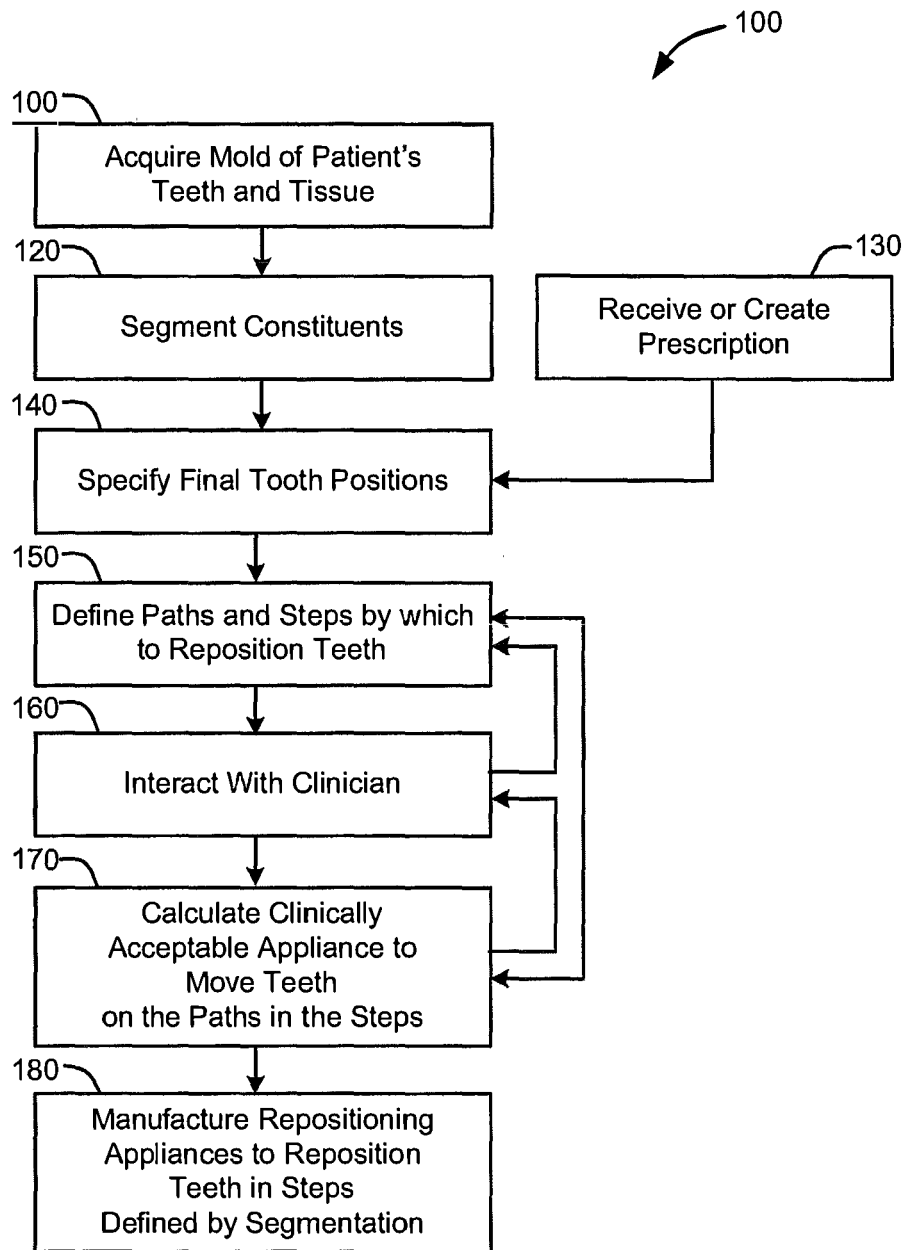 100
100
Acquire Mold of Patient's
Teeth and Tissue
120
Segment Constituents
130
Receive or Create
Prescription
140
Specify Final Tooth Positions
150
Define Paths and Steps by which
to Reposition Teeth
160
Interact With Clinician
170
Calculate Clinically
Acceptable Appliance to
Move Teeth
on the Paths in the Steps
180
Manufacture Repositioning
Appliances to Reposition
Teeth in Steps
Defined by Segmentation